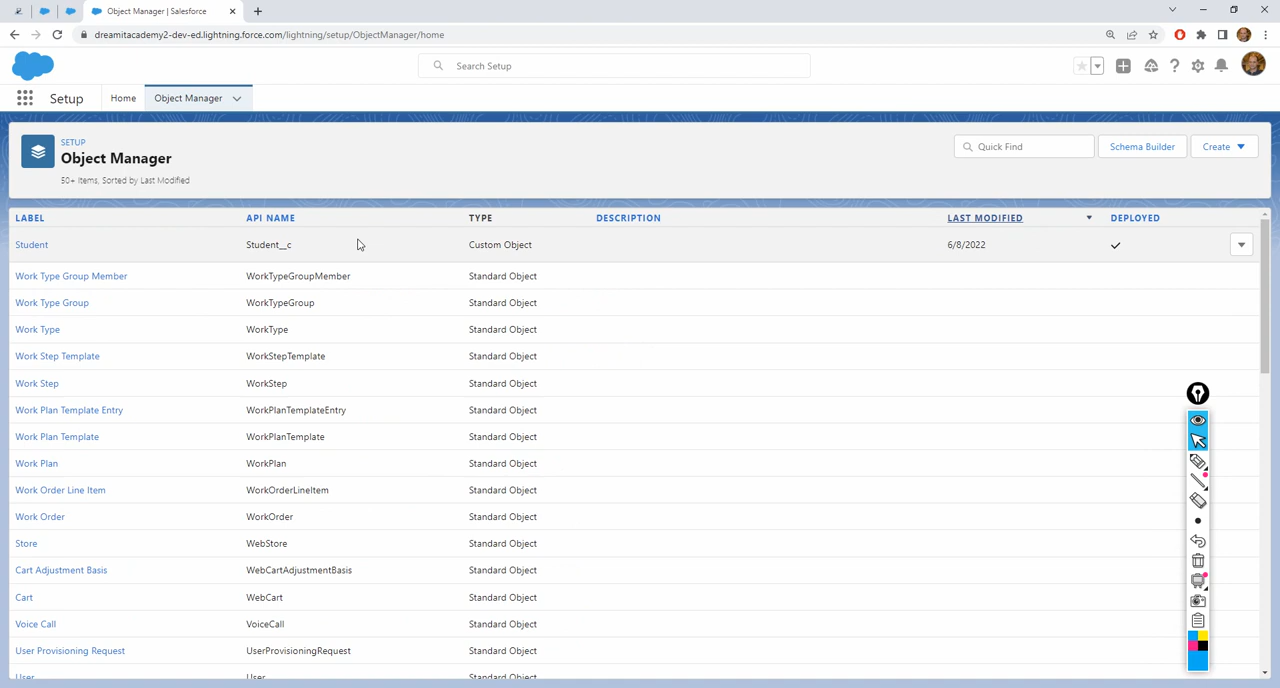 Object Manager | Salesforce
dreamitacademy2-dev-ed.lightning.force.com/lightning/setup/ObjectManager/home
Search Setup
Setup
Home
Object Manager
SETUP
Object Manager
50+ Items, Sorted by Last Modified
Quick Find
Schema Builder
Create
LABEL API NAME TYPE DESCRIPTION LAST MODIFIED DEPLOYED
Student Student__c Custom Object 6/8/2022
Work Type Group Member WorkTypeGroupMember Standard Object
Work Type Group WorkTypeGroup Standard Object
Work Type WorkType Standard Object
Work Step Template WorkStepTemplate Standard Object
Work Step WorkStep Standard Object
Work Plan Template Entry WorkPlanTemplateEntry Standard Object
Work Plan Template WorkPlanTemplate Standard Object
Work Plan WorkPlan Standard Object
Work Order Line Item WorkOrderLineItem Standard Object
Work Order WorkOrder Standard Object
Store WebStore Standard Object
Cart Adjustment Basis WebCartAdjustmentBasis Standard Object
Cart WebCart Standard Object
Voice Call VoiceCall Standard Object
User Provisioning Request UserProvisioningRequest Standard Object
User User Standard Object